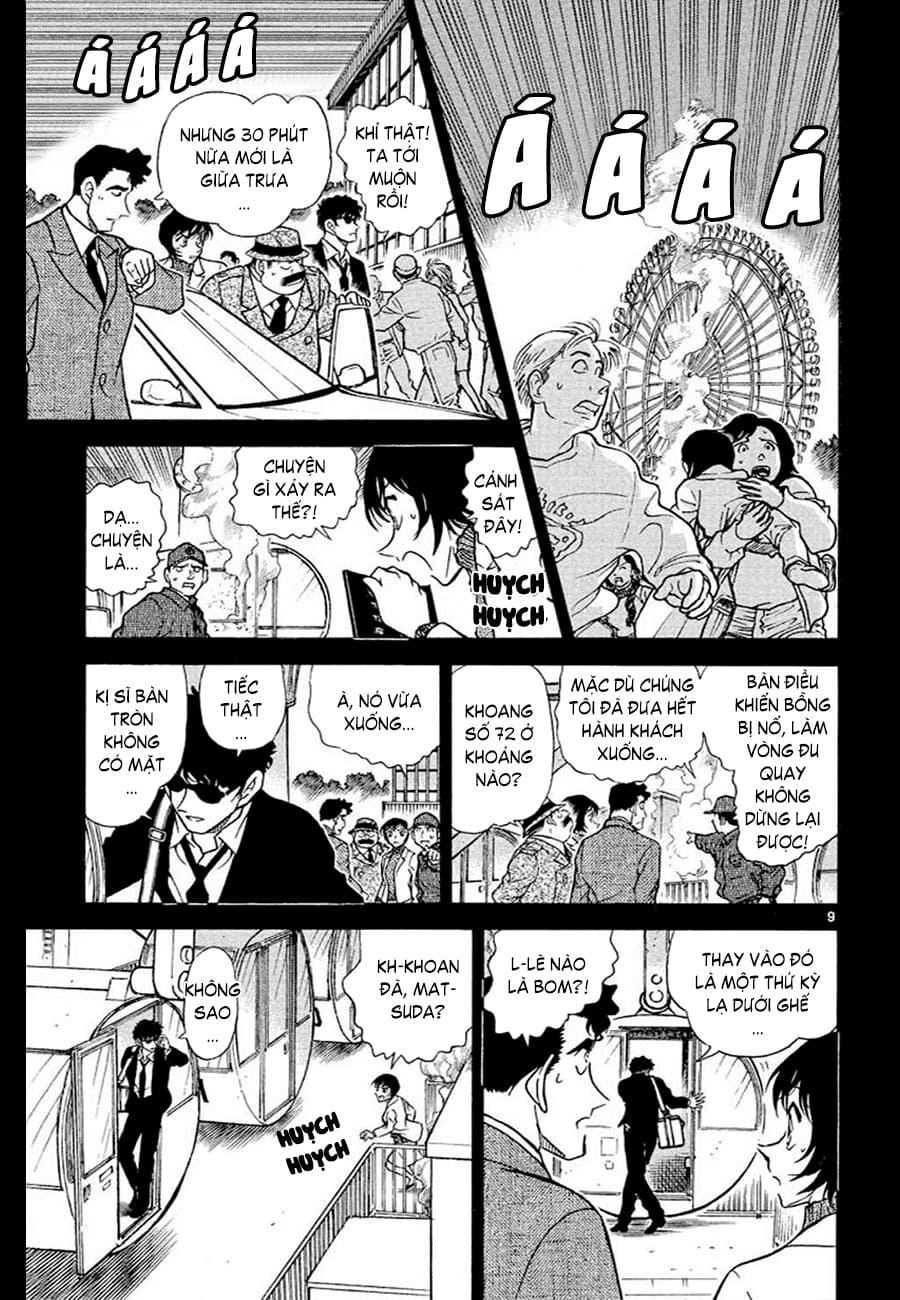 Á Á Á Á
KHỈ THẬT!
TA TỚI
MUỘN
RỒI!
NHƯNG 30 PHÚT
NỮA MỚI LÀ
GIỮA TRƯA
...
Á Á Á Á
CẢNH
SÁT
ĐÂY!
HUỴCH
HUỴCH
CHUYỆN
GÌ XẢY RA
THẾ?!
DẠ...
CHUYỆN
LÀ...
BÀN ĐIỀU
KHIẾN BỖNG
BỊ NỔ, LÀM
VÒNG ĐU
QUAY
KHÔNG
DỪNG LẠI
ĐƯỢC!
MẶC DÙ CHÚNG
TÔI ĐÃ ĐƯA HẾT
HÀNH KHÁCH
XUỐNG...
KHOANG
SỐ 72 Ở
KHOẢNG
NÀO?
À, NÓ VỪA
XUỐNG...
TIẾC
THẬT
...
KỊ SĨ BÀN
TRÒN
KHÔNG
CÓ MẶT
...
9
THAY VÀO ĐÓ
LÀ MỘT THỨ KỲ
LẠ DƯỚI GHẾ
...
L-LẼ NÀO
LÀ BOM?!
KH-KHOAN
ĐÃ, MAT-
SUDA?
KHÔNG
SAO
...
HUỴCH
HUỴCH